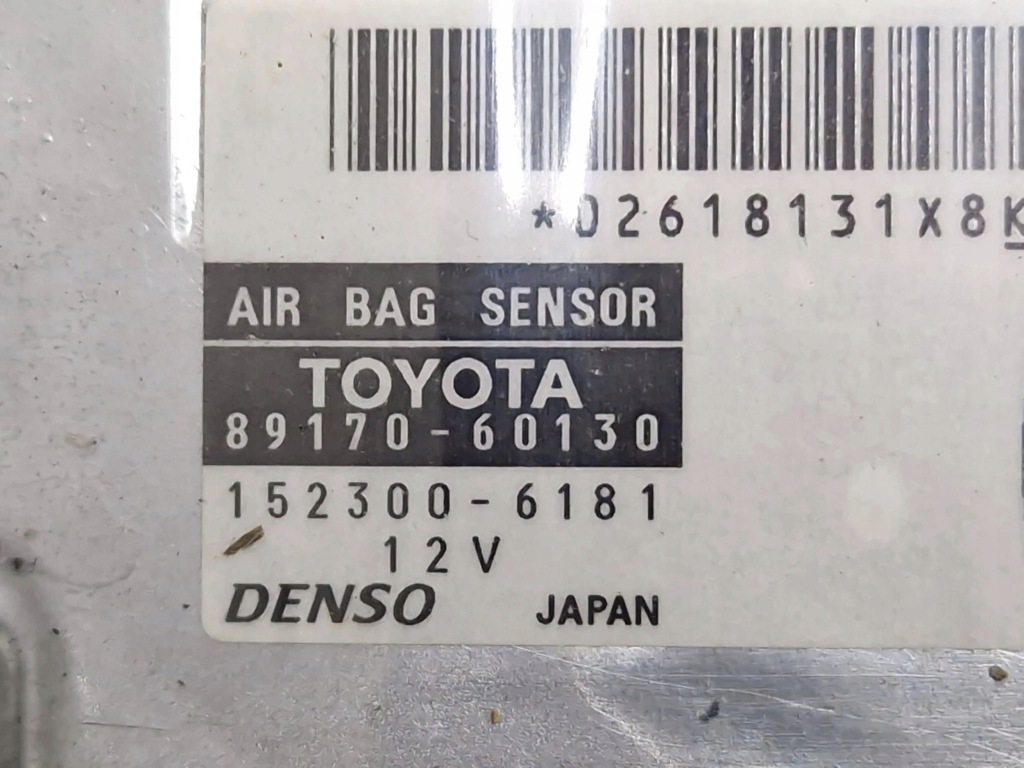 *02618131X8K
AIR BAG SENSOR
TOYOTA
89170-60130
152300-6181
12V
DENSO JAPAN